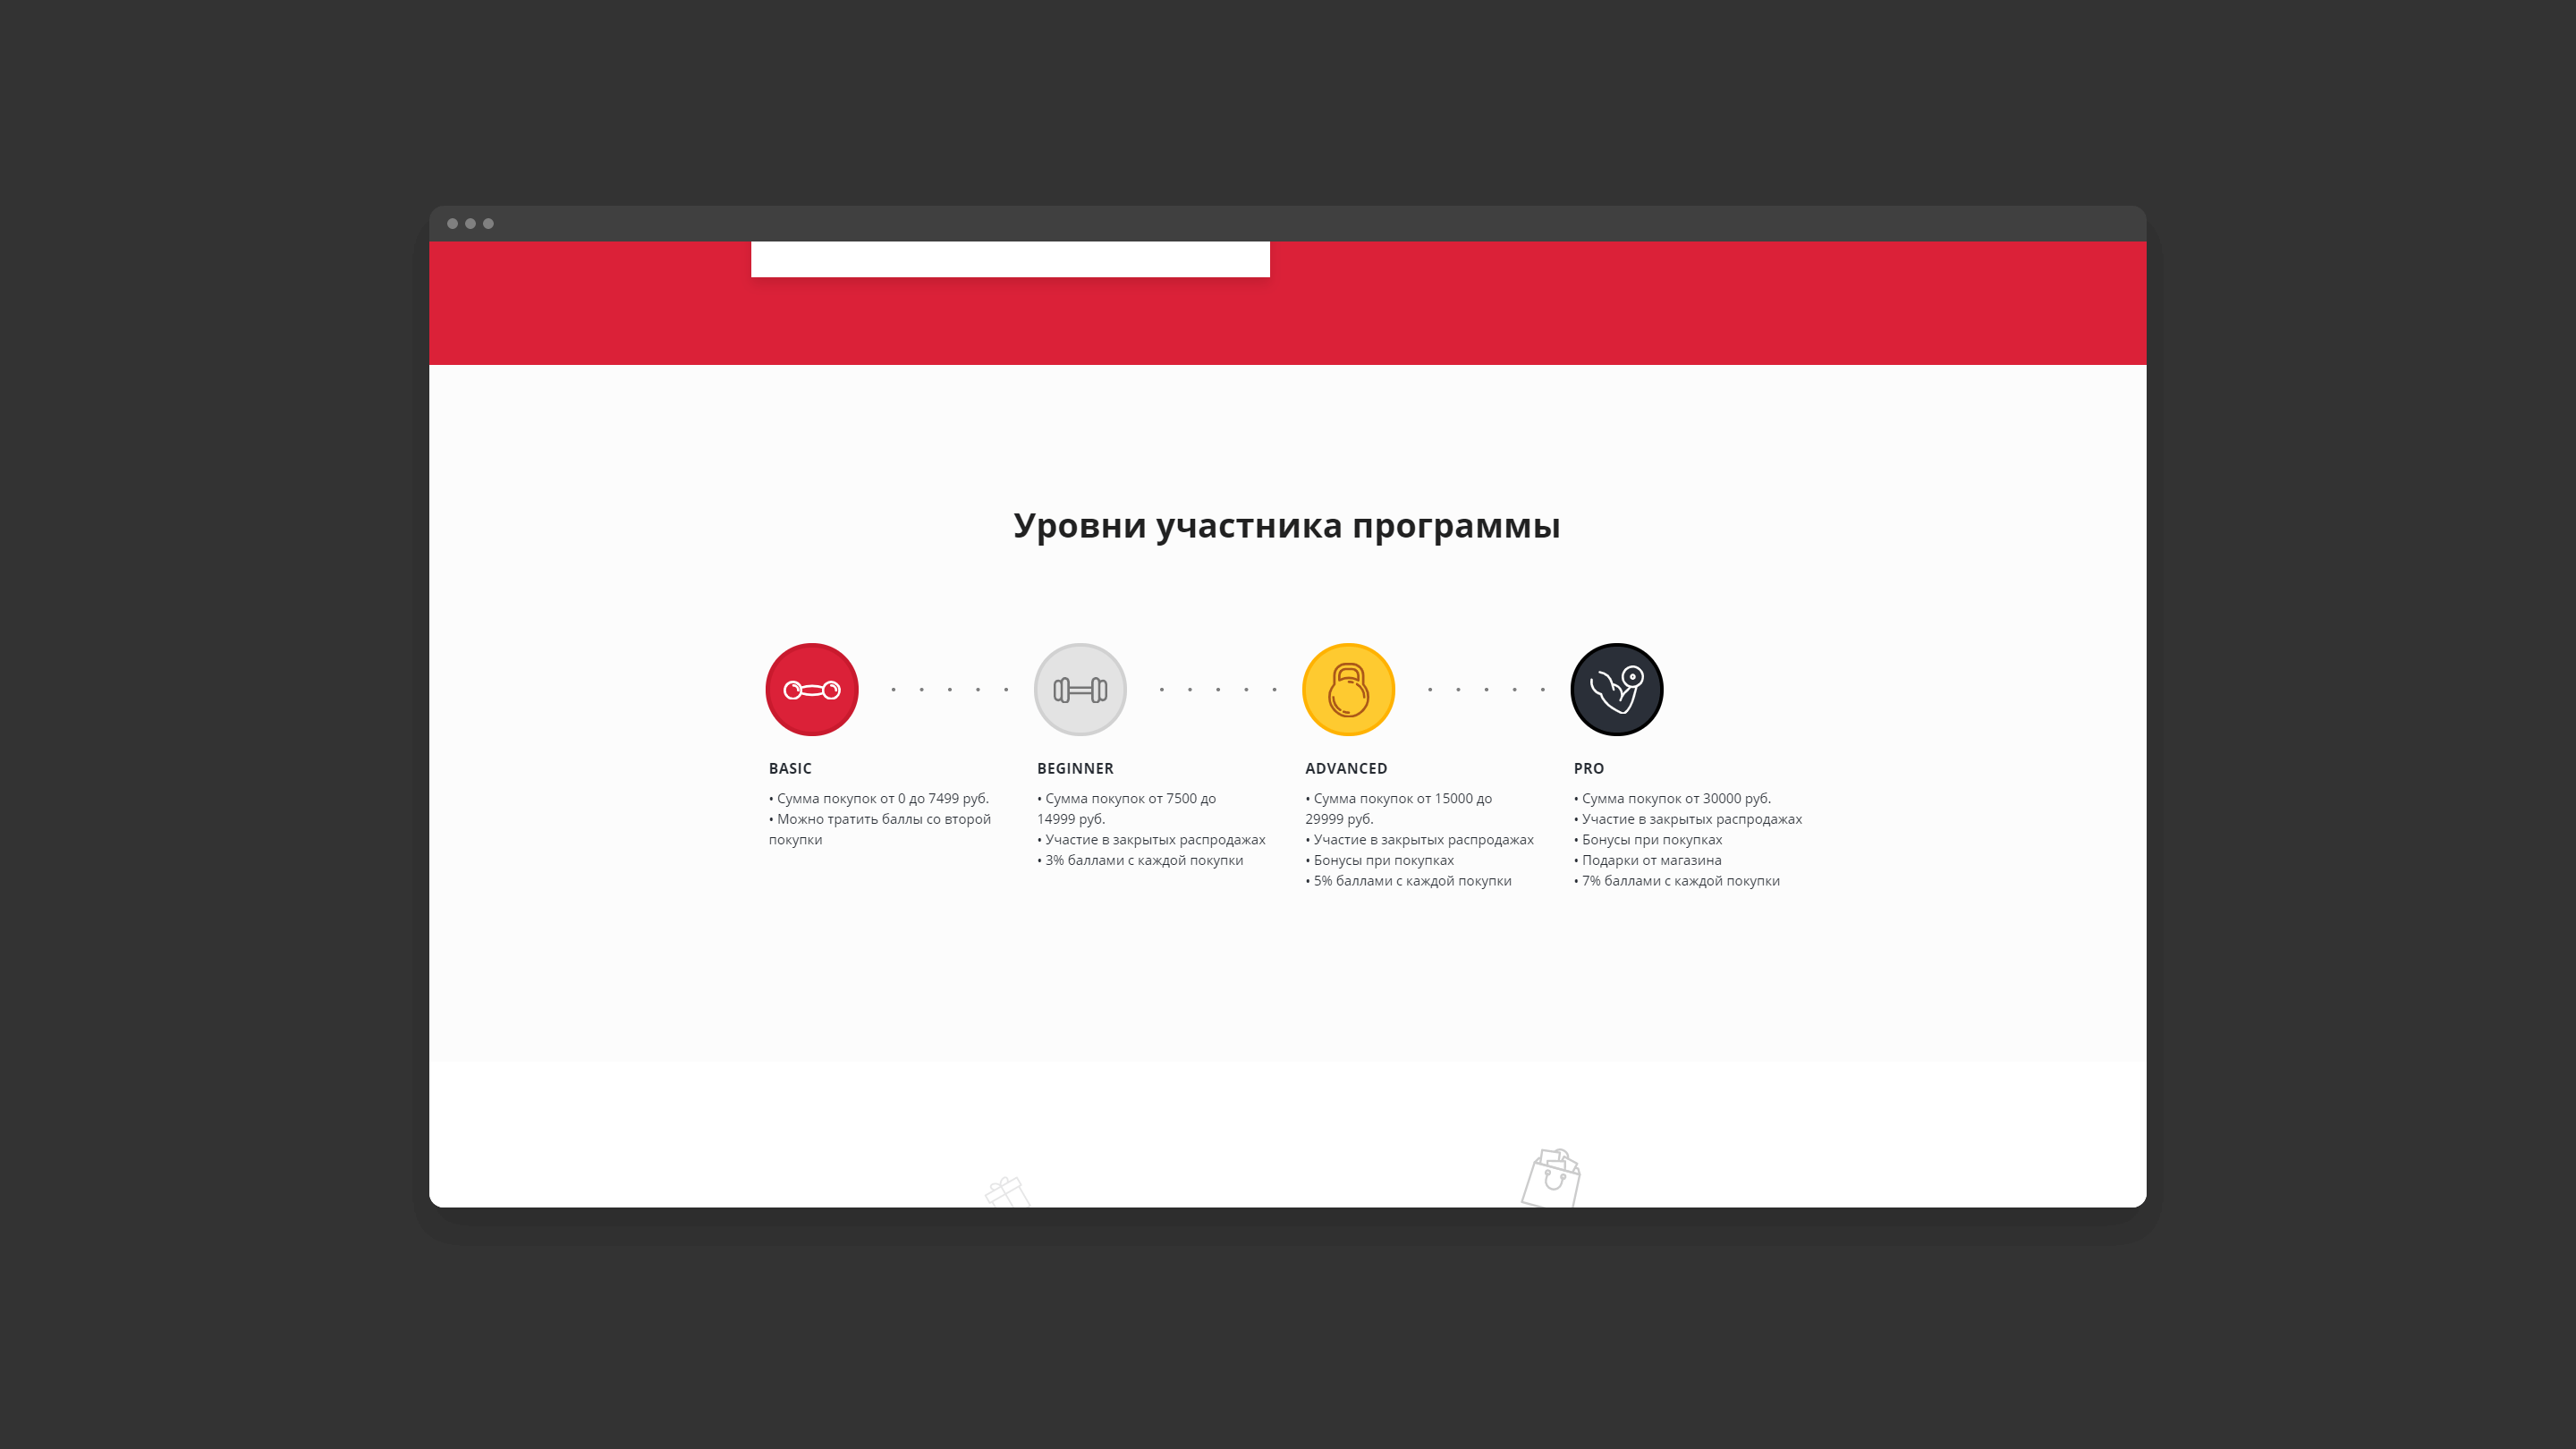 Уровни участника программы
BASIC
• Сумма покупок от 0 до 7499 руб.
• Можно тратить баллы со второй
покупки
BEGINNER
• Сумма покупок от 7500 до
14999 руб.
• Участие в закрытых распродажах
• 3% баллами с каждой покупки
ADVANCED
• Сумма покупок от 15000 до
29999 руб.
• Участие в закрытых распродажах
• Бонусы при покупках
• 5% баллами с каждой покупки
PRO
• Сумма покупок от 30000 руб.
• Участие в закрытых распродажах
• Бонусы при покупках
• Подарки от магазина
• 7% баллами с каждой покупки